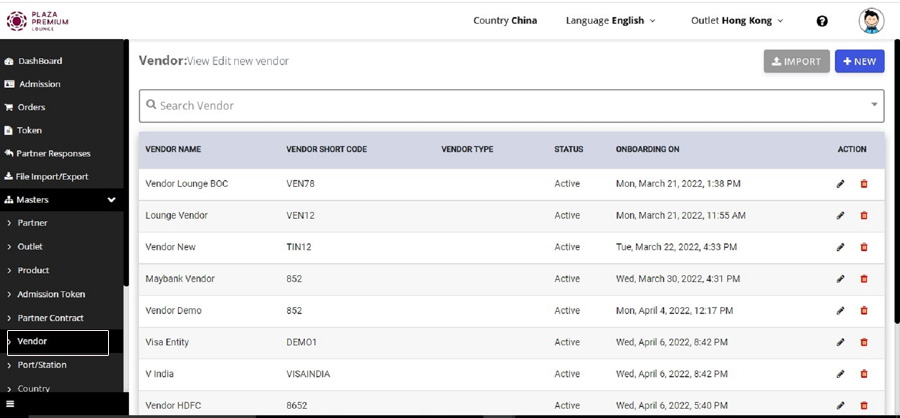 PLAZA
PREMIUM
LOUNGE
Country China
Language English
Outlet Hong Kong
?
DashBoard
Admission
Orders
Token
Partner Responses
File Import/Export
Masters
Partner
Outlet
Product
Admission Token
Partner Contract
Vendor
Port/Station
Country
Vendor:View Edit new vendor
IMPORT
+ NEW
Search Vendor
VENDOR NAME VENDOR SHORT CODE VENDOR TYPE STATUS ONBOARDING ON ACTION
Vendor Lounge BOC VEN78 Active Mon, March 21, 2022, 1:38 PM
Lounge Vendor VEN12 Active Mon, March 21, 2022, 11:55 AM
Vendor New TIN12 Active Tue, March 22, 2022, 4:33 PM
Maybank Vendor 852 Active Wed, March 30, 2022, 4:31 PM
Vendor Demo 852 Active Mon, April 4, 2022, 12:17 PM
Visa Entity DEMO1 Active Wed, April 6, 2022, 8:42 PM
V India VISAINDIA Active Wed, April 6, 2022, 8:42 PM
Vendor HDFC 8652 Active Wed, April 6, 2022, 5:40 PM